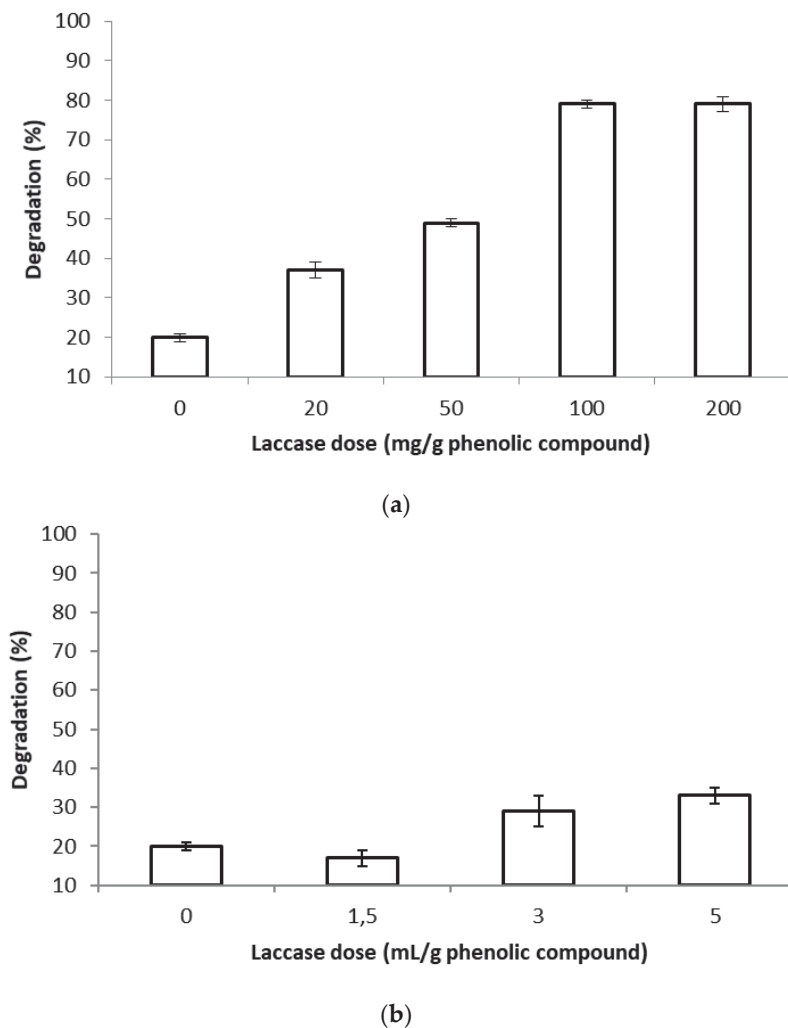 100
90
80
70
60
50
40
30
20
10
Degradation (%)
0 20 50 100 200
Laccase dose (mg/g phenolic compound)
(a)
100
90
80
70
60
50
40
30
20
10
Degradation (%)
0 1,5 3 5
Laccase dose (mL/g phenolic compound)
(b)